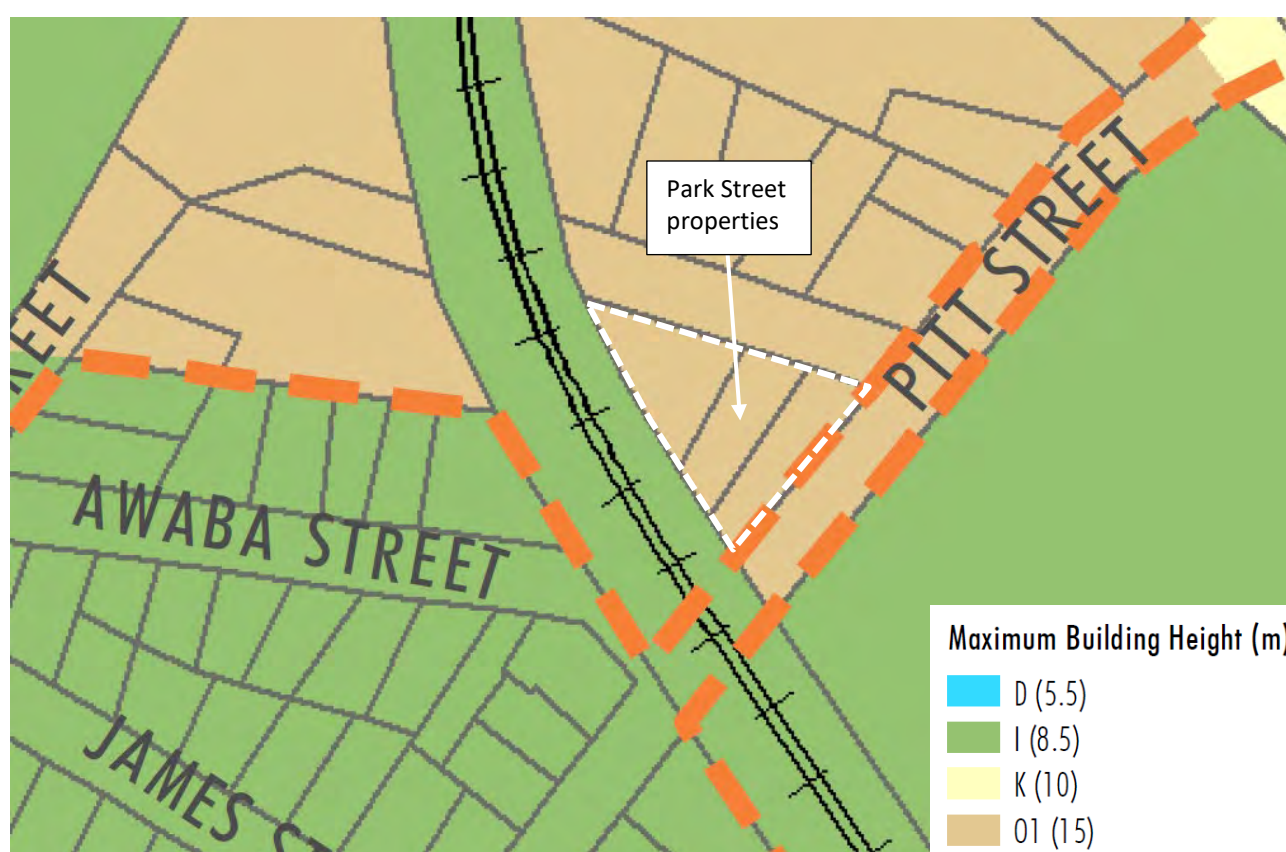 Park Street
properties
PITT STREET
REET
AWABA STREET
JAMES ST
Maximum Building Height (m)
D (5.5)
I (8.5)
K (10)
O1 (15)